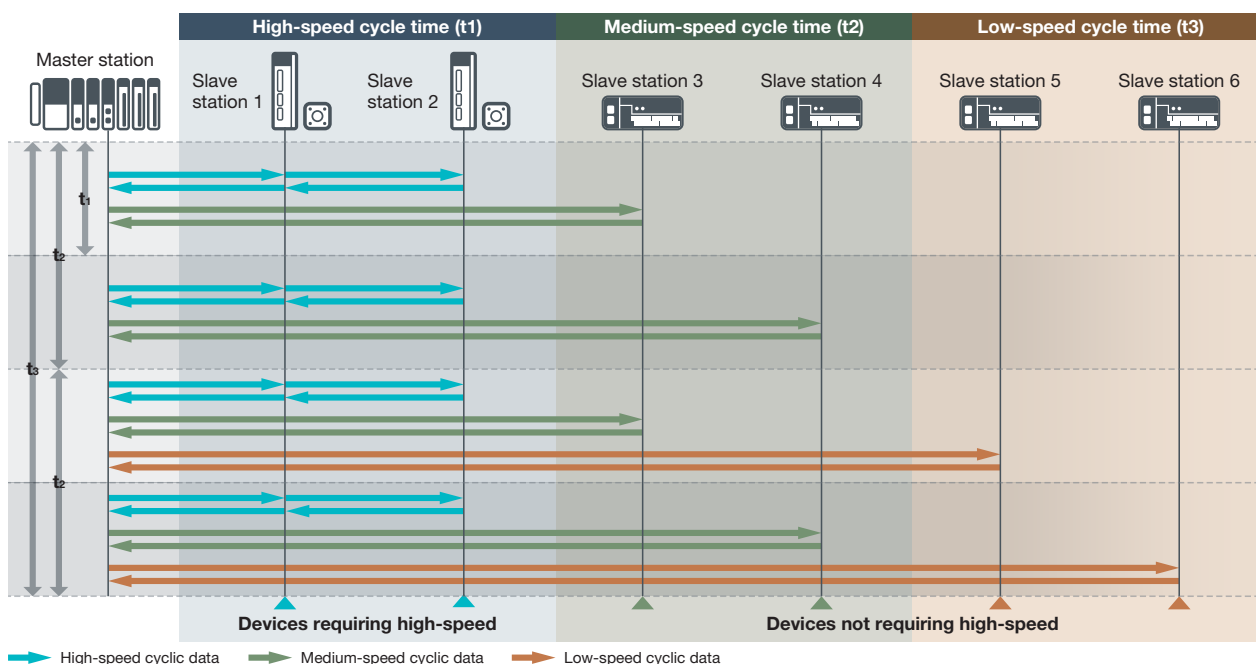 High-speed cycle time (t1)
Medium-speed cycle time (t2)
Low-speed cycle time (t3)
Master station
Slave
station 1
Slave
station 2
Slave station 3
Slave station 4
Slave station 5
Slave station 6
t1
t2
t3
t2
Devices requiring high-speed
Devices not requiring high-speed
High-speed cyclic data
Medium-speed cyclic data
Low-speed cyclic data